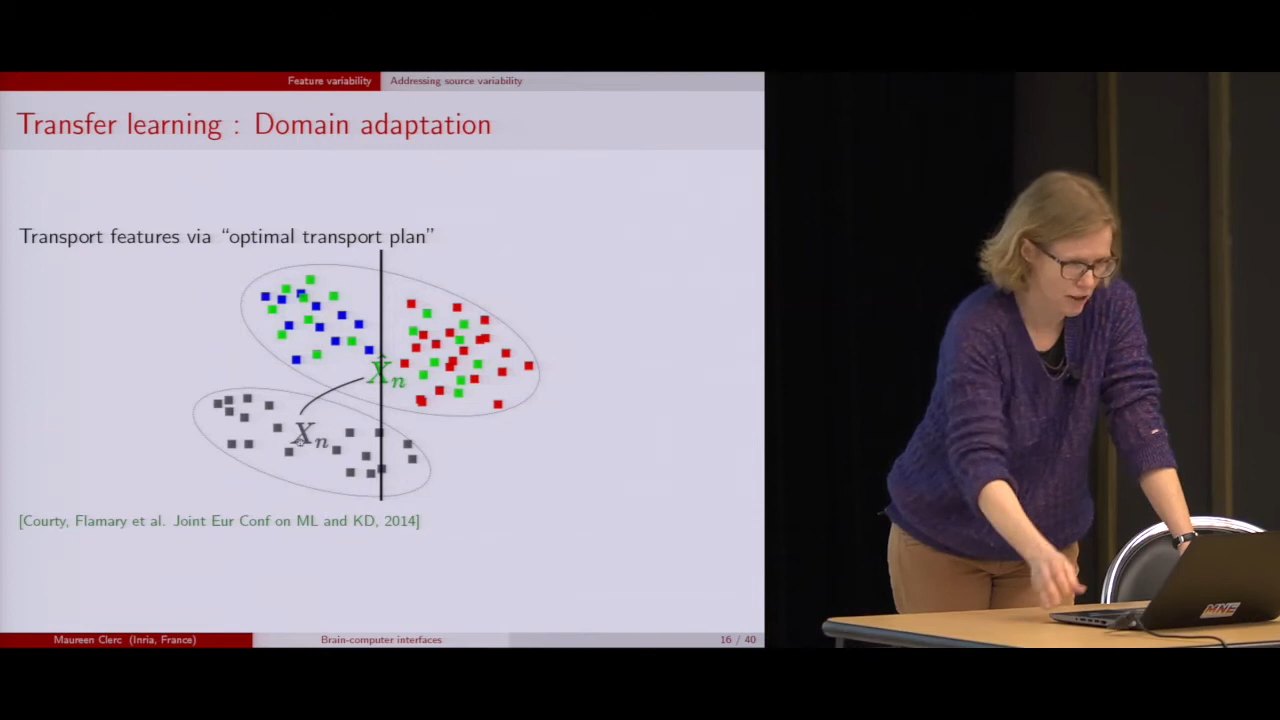 Feature variability
Addressing source variability
Transfer learning : Domain adaptation
Transport features via “optimal transport plan”
X̂n
Xn
[Courty, Flamary et al. Joint Eur Conf on ML and KD, 2014]
Maureen Clerc (Inria, France)
Brain-computer interfaces
16 / 40
MNE